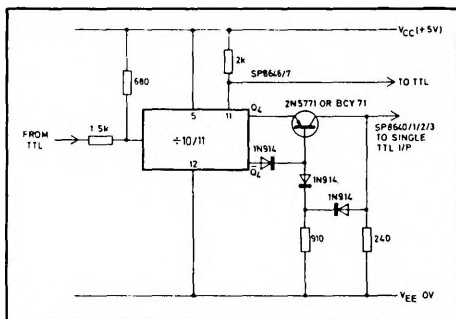 VCC (+5V)
2k
680
SP8646/7
TO TTL
5
11
Q4
2N5771 OR BCY 71
FROM
TTL
1 5k
÷10/11
SP8640/1/2/3
TO SINGLE
TTL I/P
12
1N914
Q̄4
1N914.
1N914
910
240
VEE 0V